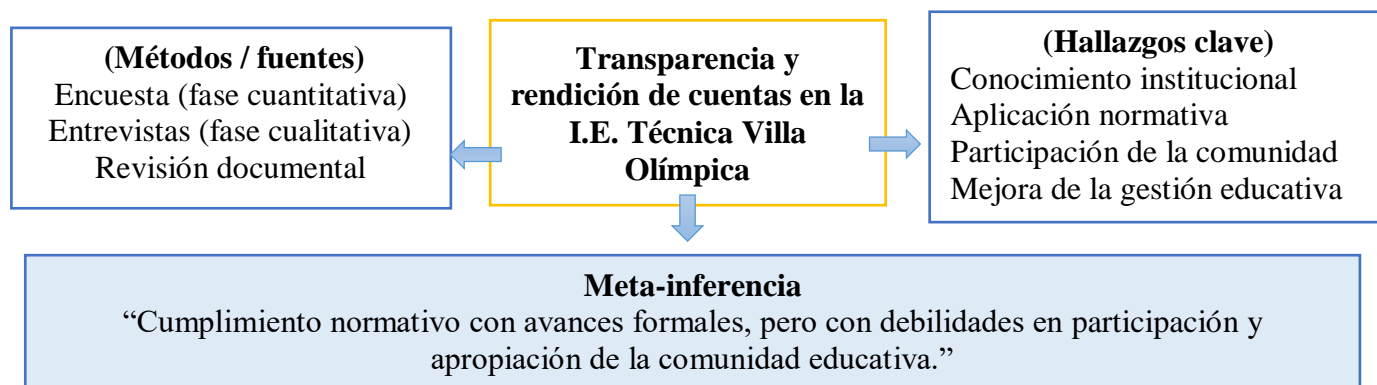 (Métodos / fuentes)
Encuesta (fase cuantitativa)
Entrevistas (fase cualitativa)
Revisión documental
Transparencia y
rendición de cuentas en la
I.E. Técnica Villa
Olímpica
(Hallazgos clave)
Conocimiento institucional
Aplicación normativa
Participación de la comunidad
Mejora de la gestión educativa
Meta-inferencia
“Cumplimiento normativo con avances formales, pero con debilidades en participación y
apropiación de la comunidad educativa.”